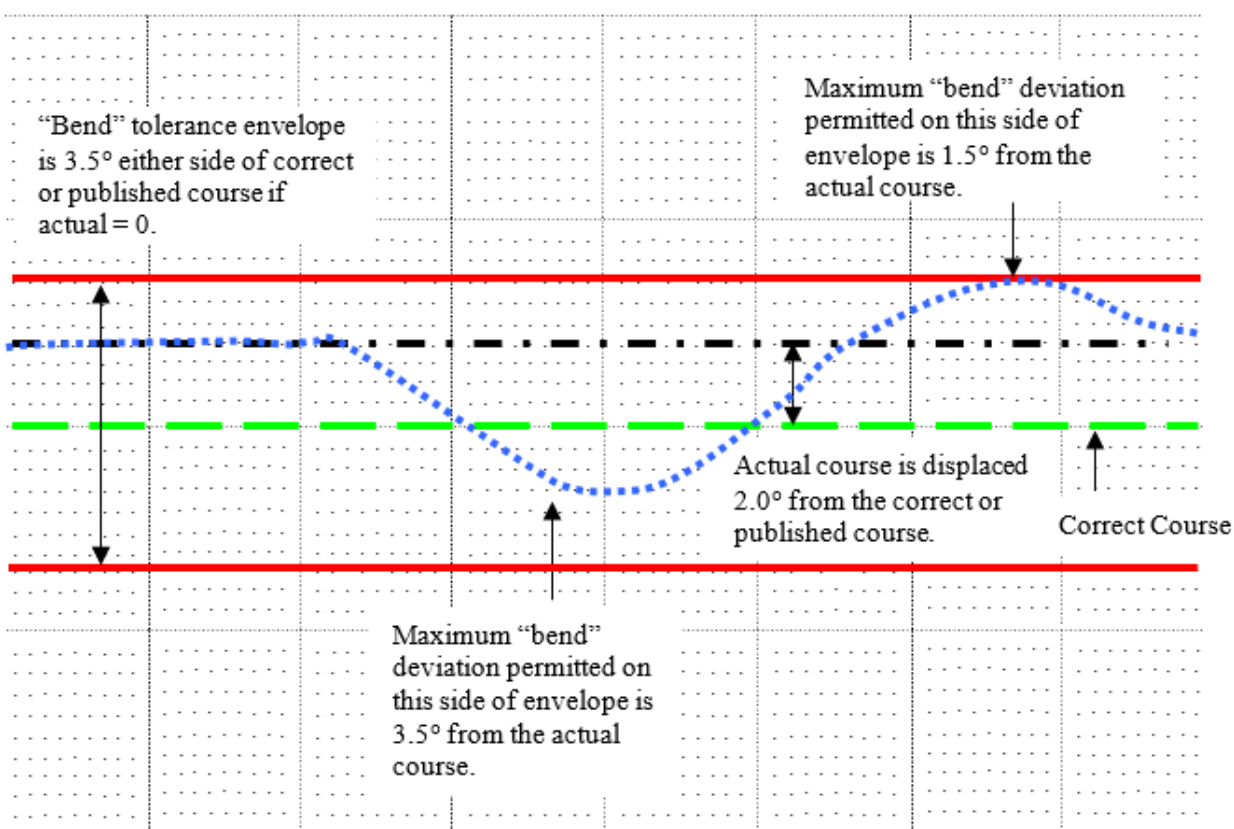 Maximum “bend” deviation
permitted on this side of
envelope is 1.5° from the
actual course.
“Bend” tolerance envelope
is 3.5° either side of correct
or published course if
actual = 0.
Actual course is displaced
2.0° from the correct or
published course.
Correct Course
Maximum “bend”
deviation permitted on
this side of envelope is
3.5° from the actual
course.